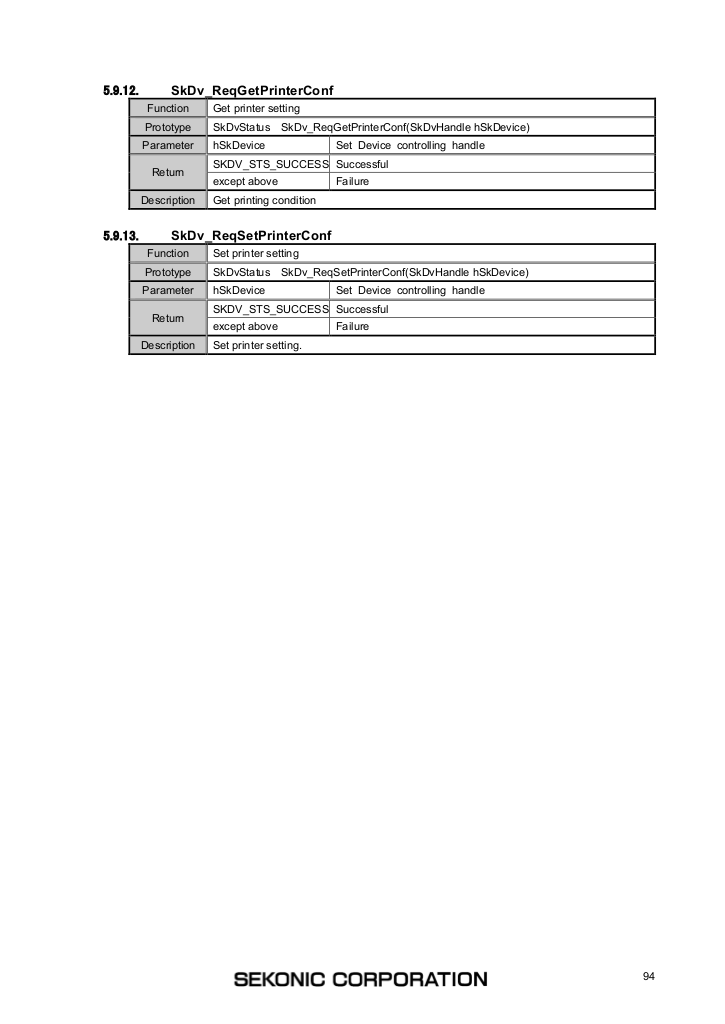 5.9.12. SkDv_ReqGetPrinterConf
Function Get printer setting
Prototype SkDvStatus SkDv_ReqGetPrinterConf(SkDvHandle hSkDevice)
Parameter hSkDevice Set Device controlling handle
Return SKDV_STS_SUCCESS Successful
except above Failure
Description Get printing condition
5.9.13. SkDv_ReqSetPrinterConf
Function Set printer setting
Prototype SkDvStatus SkDv_ReqSetPrinterConf(SkDvHandle hSkDevice)
Parameter hSkDevice Set Device controlling handle
Return SKDV_STS_SUCCESS Successful
except above Failure
Description Set printer setting.
SEKONIC CORPORATION 94